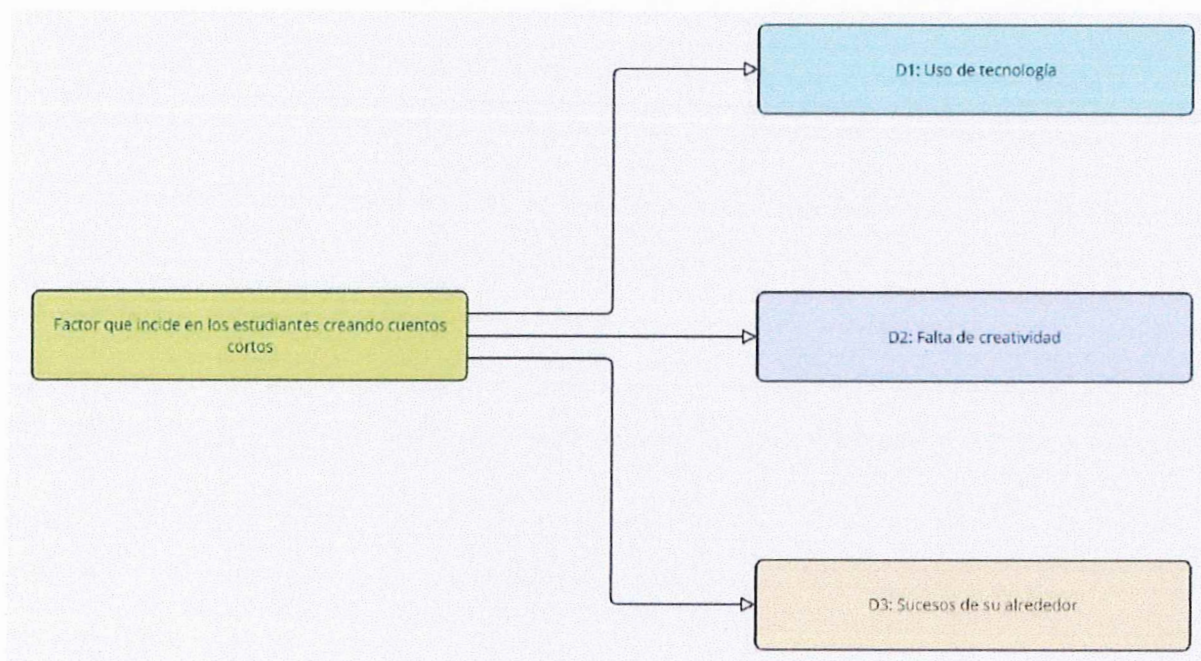 D1: Uso de tecnología
Factor que incide en los estudiantes creando cuentos
cortos
D2: Falta de creatividad
D3: Sucesos de su alrededor